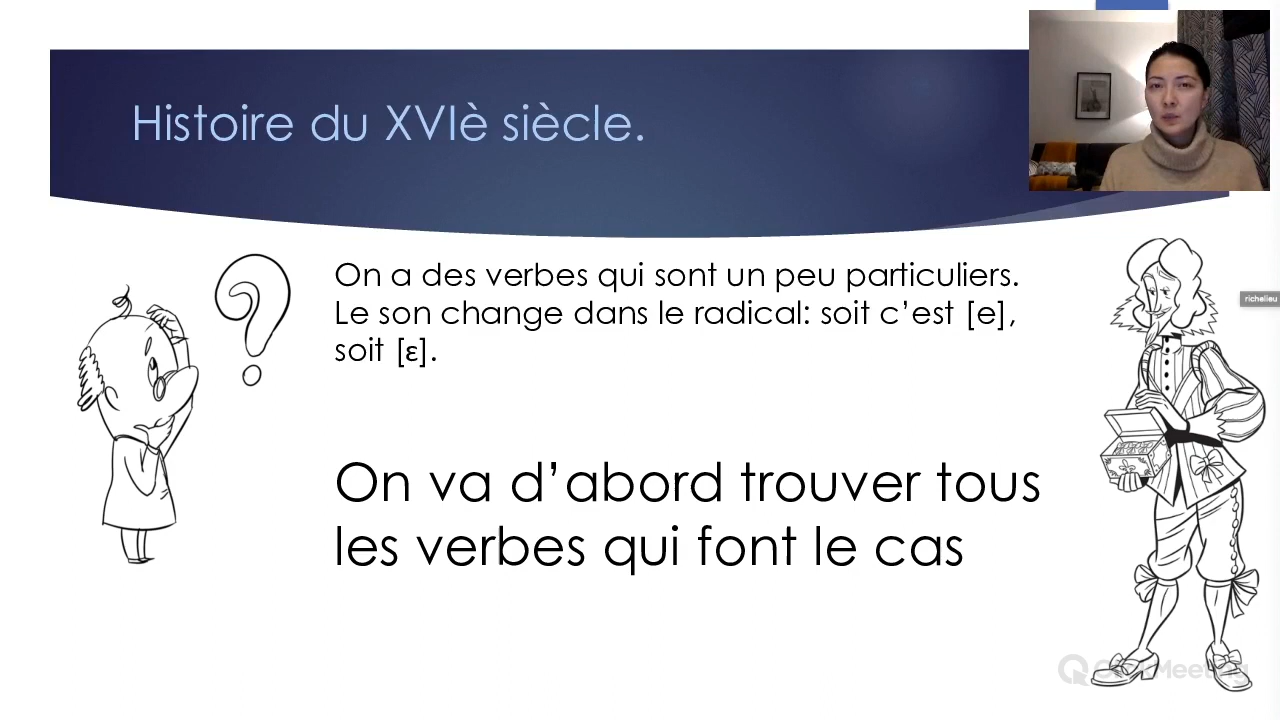 Histoire du XVIè siècle.
On a des verbes qui sont un peu particuliers.
Le son change dans le radical: soit c’est [e],
soit [ɛ].
richelieu
On va d’abord trouver tous
les verbes qui font le cas
ClickMeeting